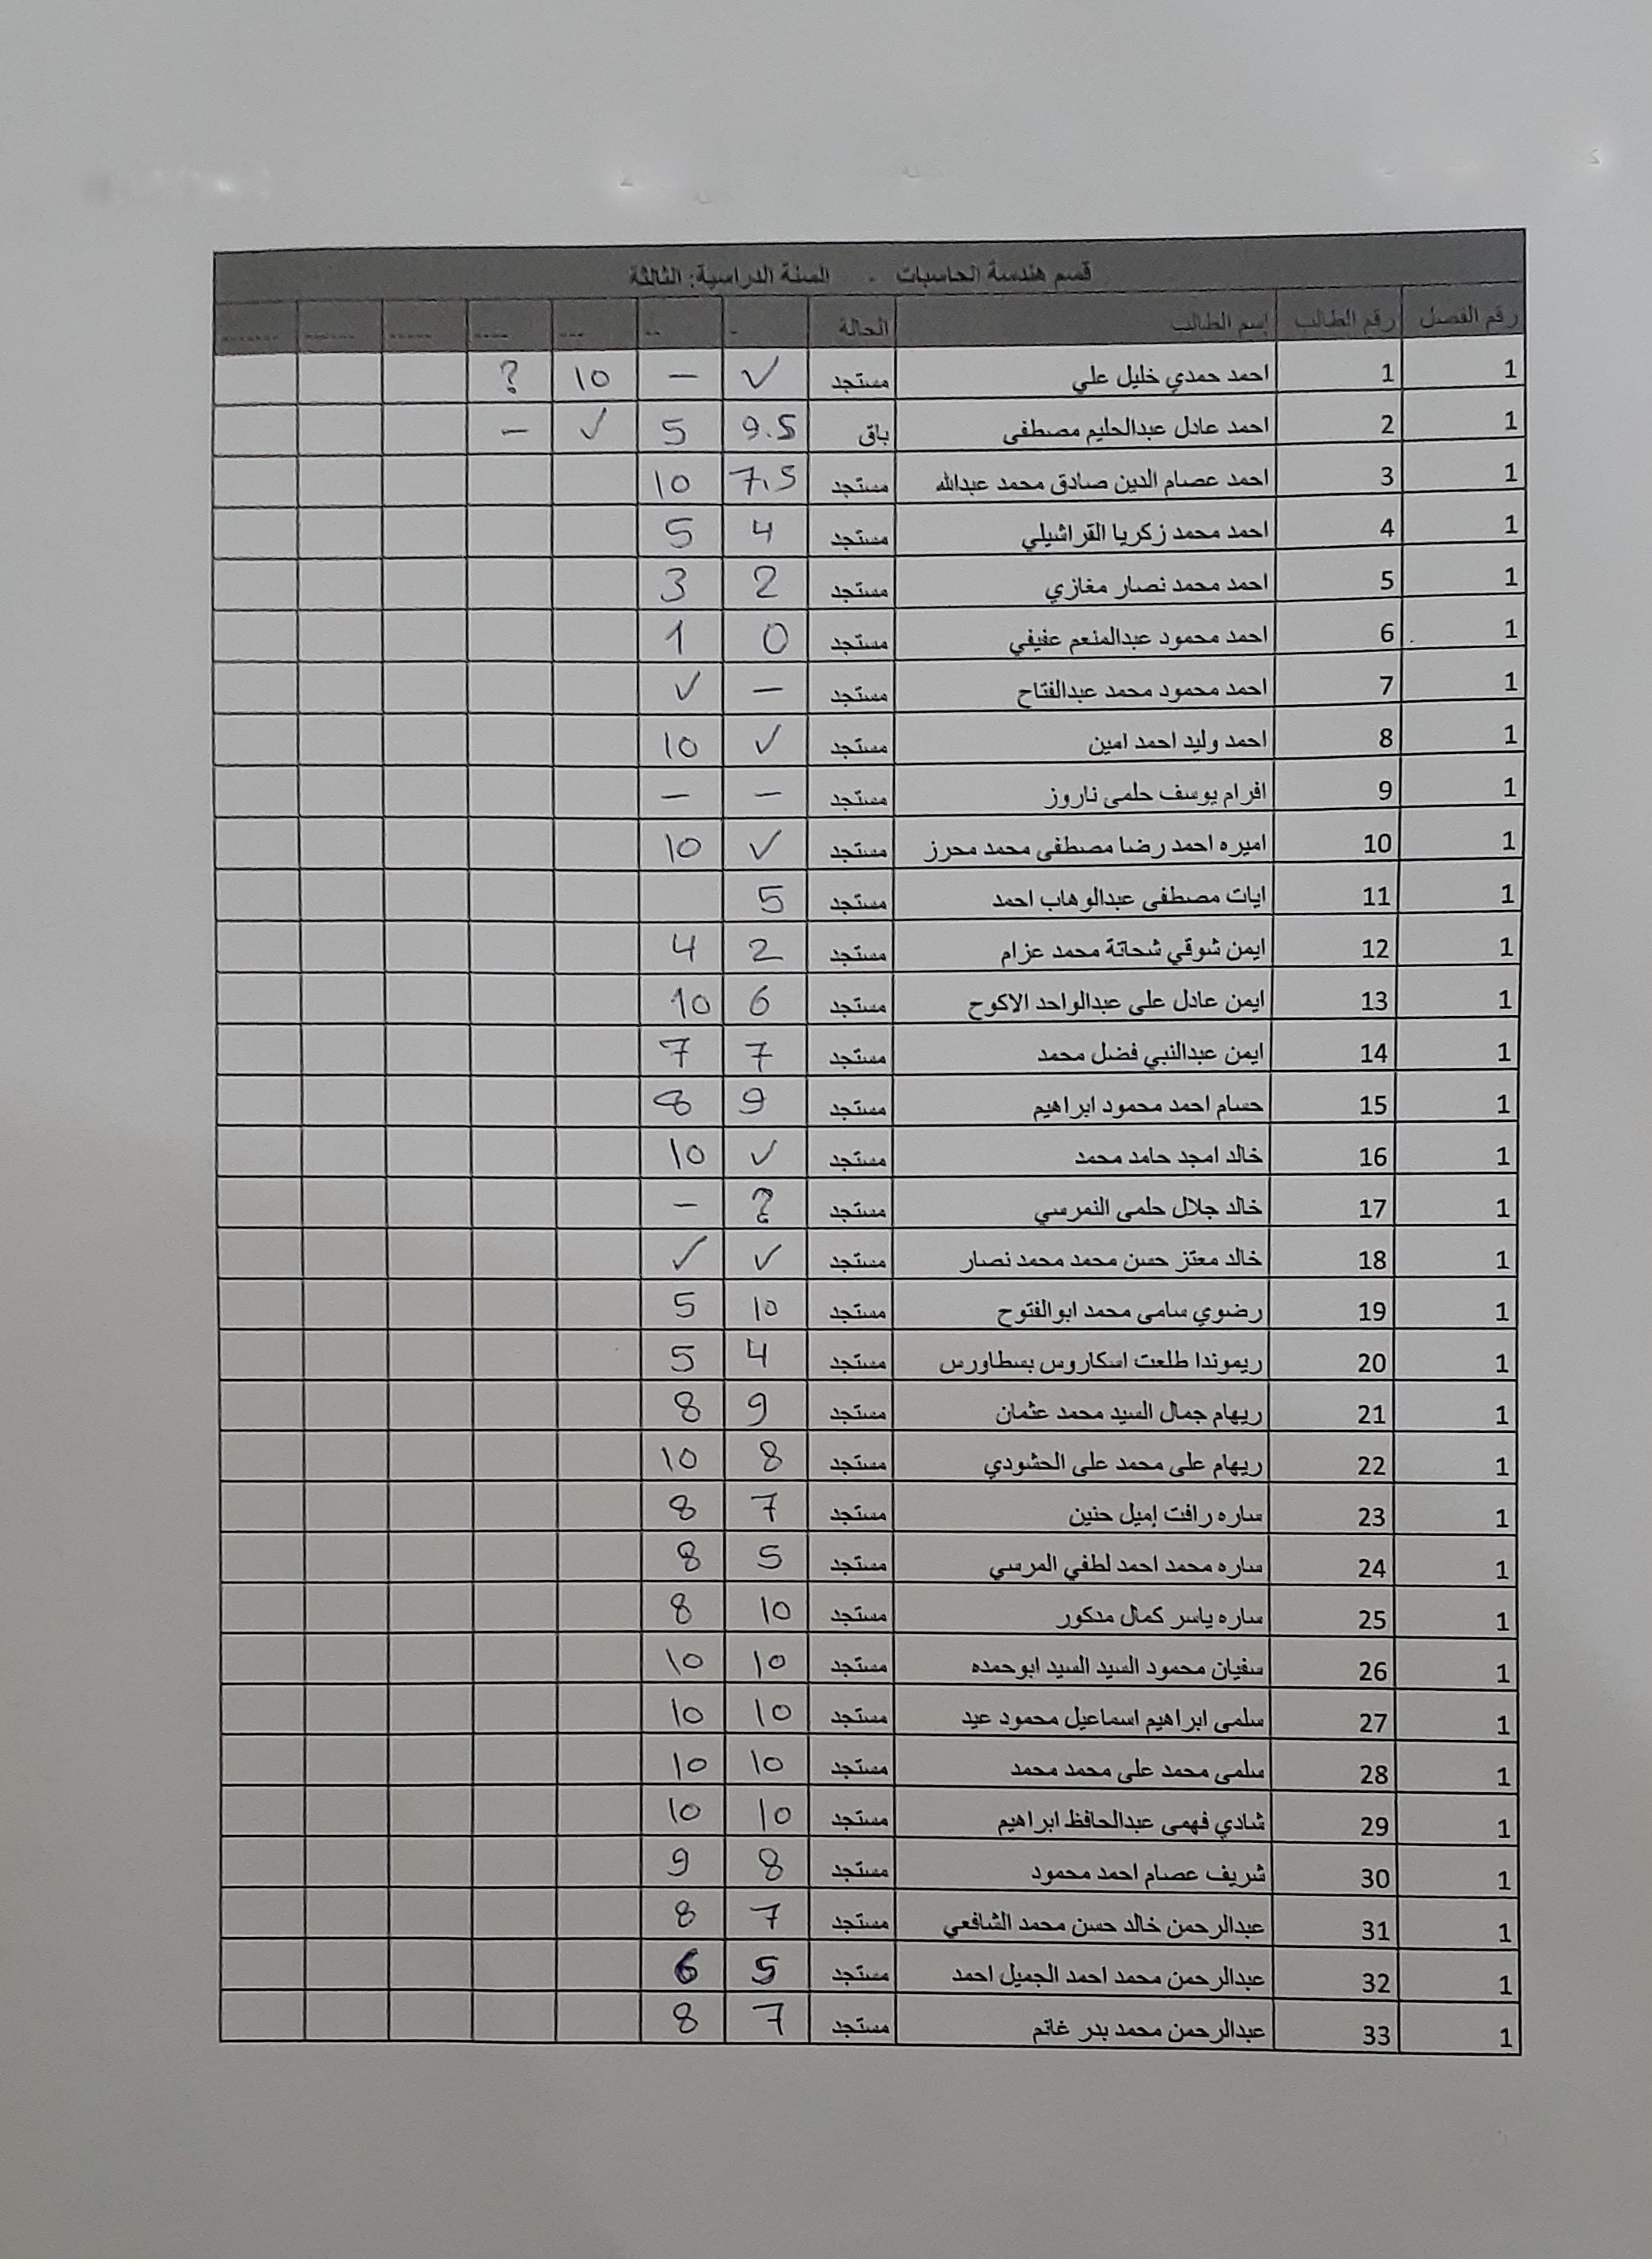 قسم هندسة الحاسبات - السنة الدراسية: الثالثة
رقم الفصل رقم الطالب إسم الطالب الحالة - -- --- ---- ----- ------ -------
1 1 احمد حمدي خليل علي مستجد ✓ — 10 ?
1 2 احمد عادل عبدالحليم مصطفى باق 9.5 5 ✓ —
1 3 احمد عصام الدين صادق محمد عبدالله مستجد 7.5 10
1 4 احمد محمد زكريا القراشيلي مستجد 4 5
1 5 احمد محمد نصار مغازي مستجد 2 3
1 6 احمد محمود عبدالمنعم عفيفي مستجد 0 1
1 7 احمد محمود محمد عبدالفتاح مستجد — ✓
1 8 احمد وليد احمد امين مستجد ✓ 10
1 9 افرام يوسف حلمى ناروز مستجد — —
1 10 اميره احمد رضا مصطفى محمد محرز مستجد ✓ 10
1 11 ايات مصطفى عبدالوهاب احمد مستجد 5
1 12 ايمن شوقي شحاتة محمد عزام مستجد 2 4
1 13 ايمن عادل على عبدالواحد الاكوح مستجد 6 10
1 14 ايمن عبدالنبي فضل محمد مستجد 7 7
1 15 حسام احمد محمود ابراهيم مستجد 9 8
1 16 خالد امجد حامد محمد مستجد ✓ 10
1 17 خالد جلال حلمى النمرسي مستجد ? —
1 18 خالد معتز حسن محمد محمد نصار مستجد ✓ ✓
1 19 رضوي سامى محمد ابوالفتوح مستجد 10 5
1 20 ريموندا طلعت اسكاروس بسطاورس مستجد 4 5
1 21 ريهام جمال السيد محمد عثمان مستجد 9 8
1 22 ريهام على محمد على الحشودي مستجد 8 10
1 23 ساره رافت إميل حنين مستجد 7 8
1 24 ساره محمد احمد لطفي المرسي مستجد 5 8
1 25 ساره ياسر كمال مدكور مستجد 10 8
1 26 سفيان محمود السيد السيد ابوحمده مستجد 10 10
1 27 سلمى ابراهيم اسماعيل محمود عيد مستجد 10 10
1 28 سلمى محمد على محمد محمد مستجد 10 10
1 29 شادي فهمى عبدالحافظ ابراهيم مستجد 10 10
1 30 شريف عصام احمد محمود مستجد 8 9
1 31 عبدالرحمن خالد حسن محمد الشافعي مستجد 7 8
1 32 عبدالرحمن محمد احمد الجميل احمد مستجد 5 6
1 33 عبدالرحمن محمد بدر غانم مستجد 7 8